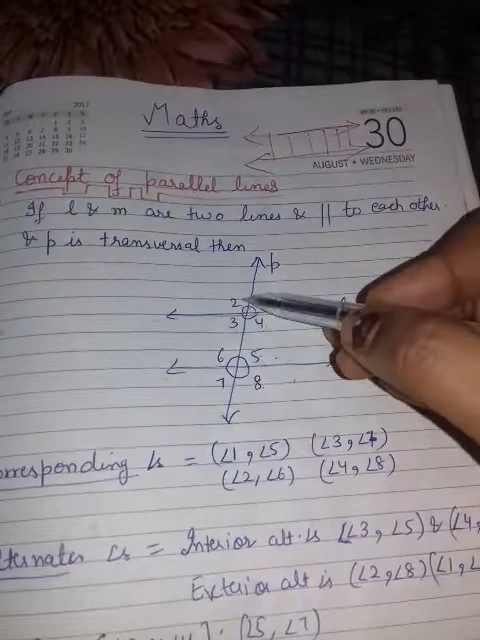 2017
Maths
30
AUGUST • WEDNESDAY
Concept of parallel lines
If l & m are two lines & || to each other.
& p is transversal then
p
2
3 4
6 5
7 8
orresponding ∠s = (∠1, ∠5) (∠3, ∠7)
(∠2, ∠6) (∠4, ∠8)
lternater ∠s = Interior alt. ∠s (∠3, ∠5) & (∠4,
Exterior alt is (∠2, ∠8) (∠1, ∠
(∠5, ∠7)